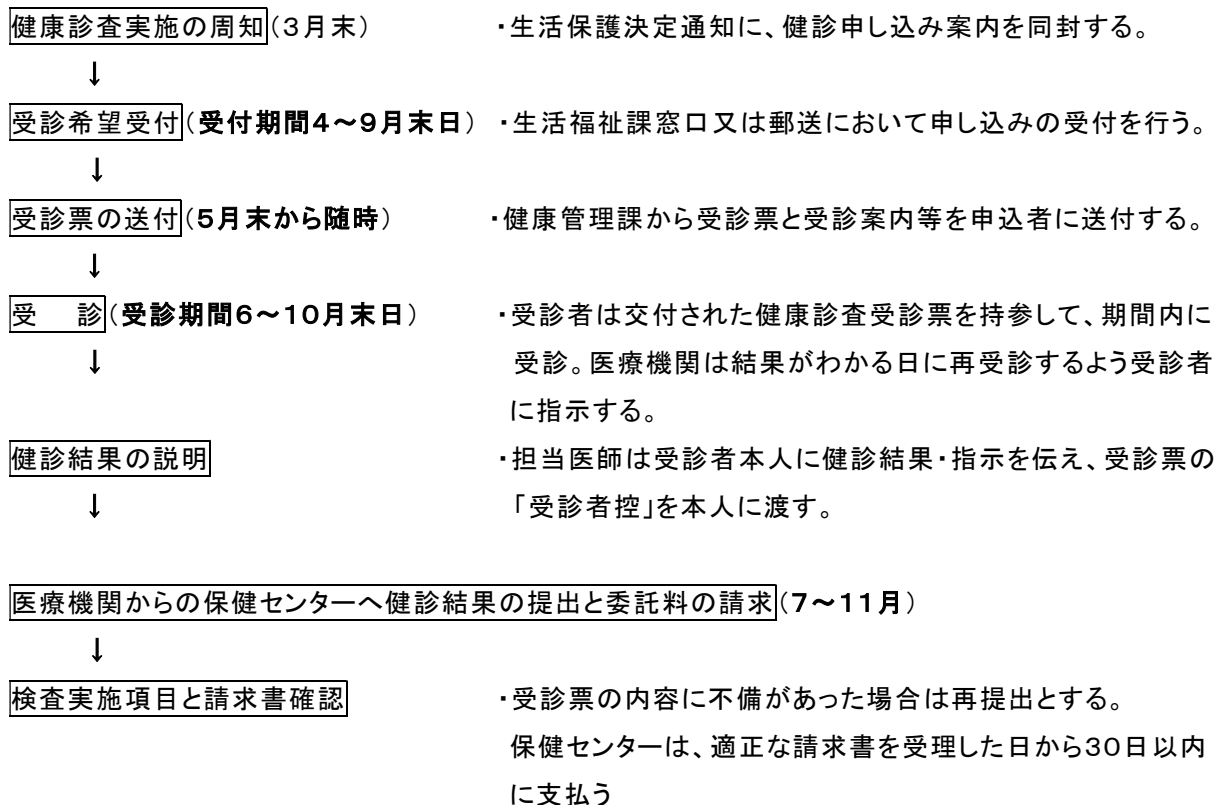 健康診査実施の周知(3月末) ・生活保護決定通知に、健診申し込み案内を同封する。
↓
受診希望受付(受付期間4~9月末日) ・生活福祉課窓口又は郵送において申し込みの受付を行う。
↓
受診票の送付(5月末から随時) ・健康管理課から受診票と受診案内等を申込者に送付する。
↓
受 診(受診期間6~10月末日) ・受診者は交付された健康診査受診票を持参して、期間内に
↓ 受診。医療機関は結果がわかる日に再受診するよう受診者
に指示する。
健診結果の説明 ・担当医師は受診者本人に健診結果・指示を伝え、受診票の
↓ 「受診者控」を本人に渡す。
医療機関からの保健センターへ健診結果の提出と委託料の請求(7~11月)
↓
検査実施項目と請求書確認 ・受診票の内容に不備があった場合は再提出とする。
保健センターは、適正な請求書を受理した日から30日以内
に支払う